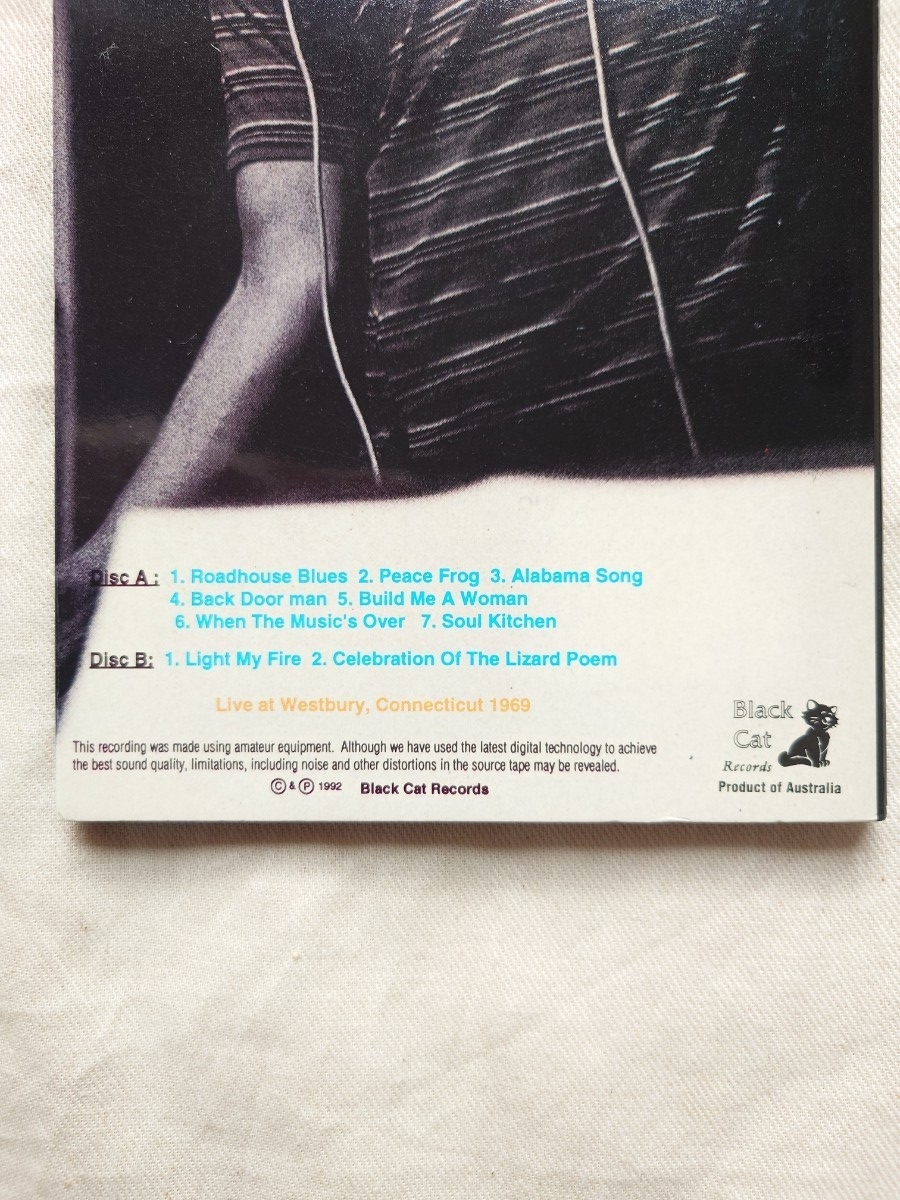 Disc A : 1. Roadhouse Blues 2. Peace Frog 3. Alabama Song
4. Back Door man 5. Build Me A Woman
6. When The Music's Over 7. Soul Kitchen
Disc B: 1. Light My Fire 2. Celebration Of The Lizard Poem
Live at Westbury, Connecticut 1969
This recording was made using amateur equipment. Although we have used the latest digital technology to achieve
the best sound quality, limitations, including noise and other distortions in the source tape may be revealed.
© & ℗ 1992 Black Cat Records
Black
Cat
Records
Product of Australia